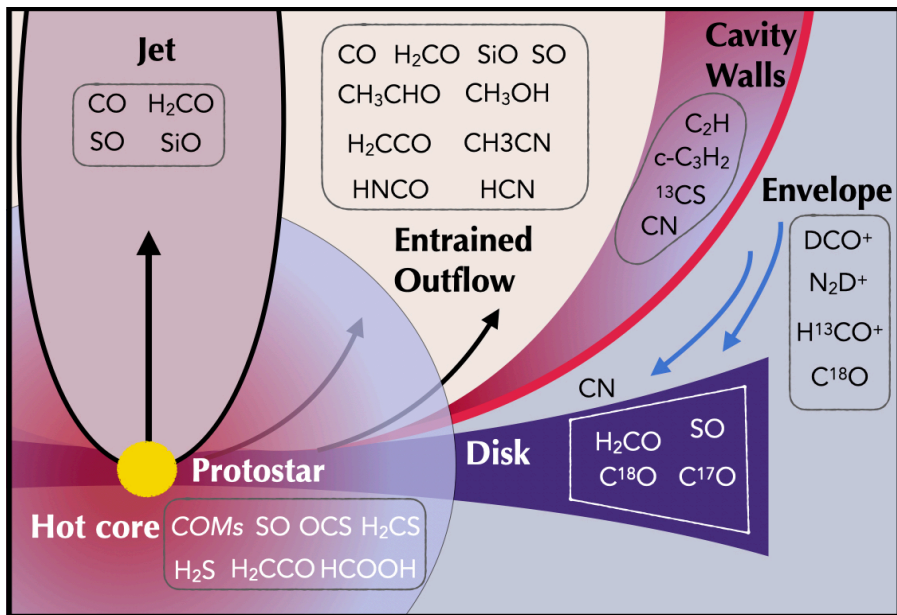 Jet
CO H₂CO
SO SiO
CO H₂CO SiO SO
CH₃CHO CH₃OH
H₂CCO CH3CN
HNCO HCN
Entrained
Outflow
Cavity
Walls
C₂H
c-C₃H₂
¹³CS
CN
Envelope
DCO⁺
N₂D⁺
H¹³CO⁺
C¹⁸O
CN
Disk
H₂CO SO
C¹⁸O C¹⁷O
Protostar
Hot core
COMs SO OCS H₂CS
H₂S H₂CCO HCOOH